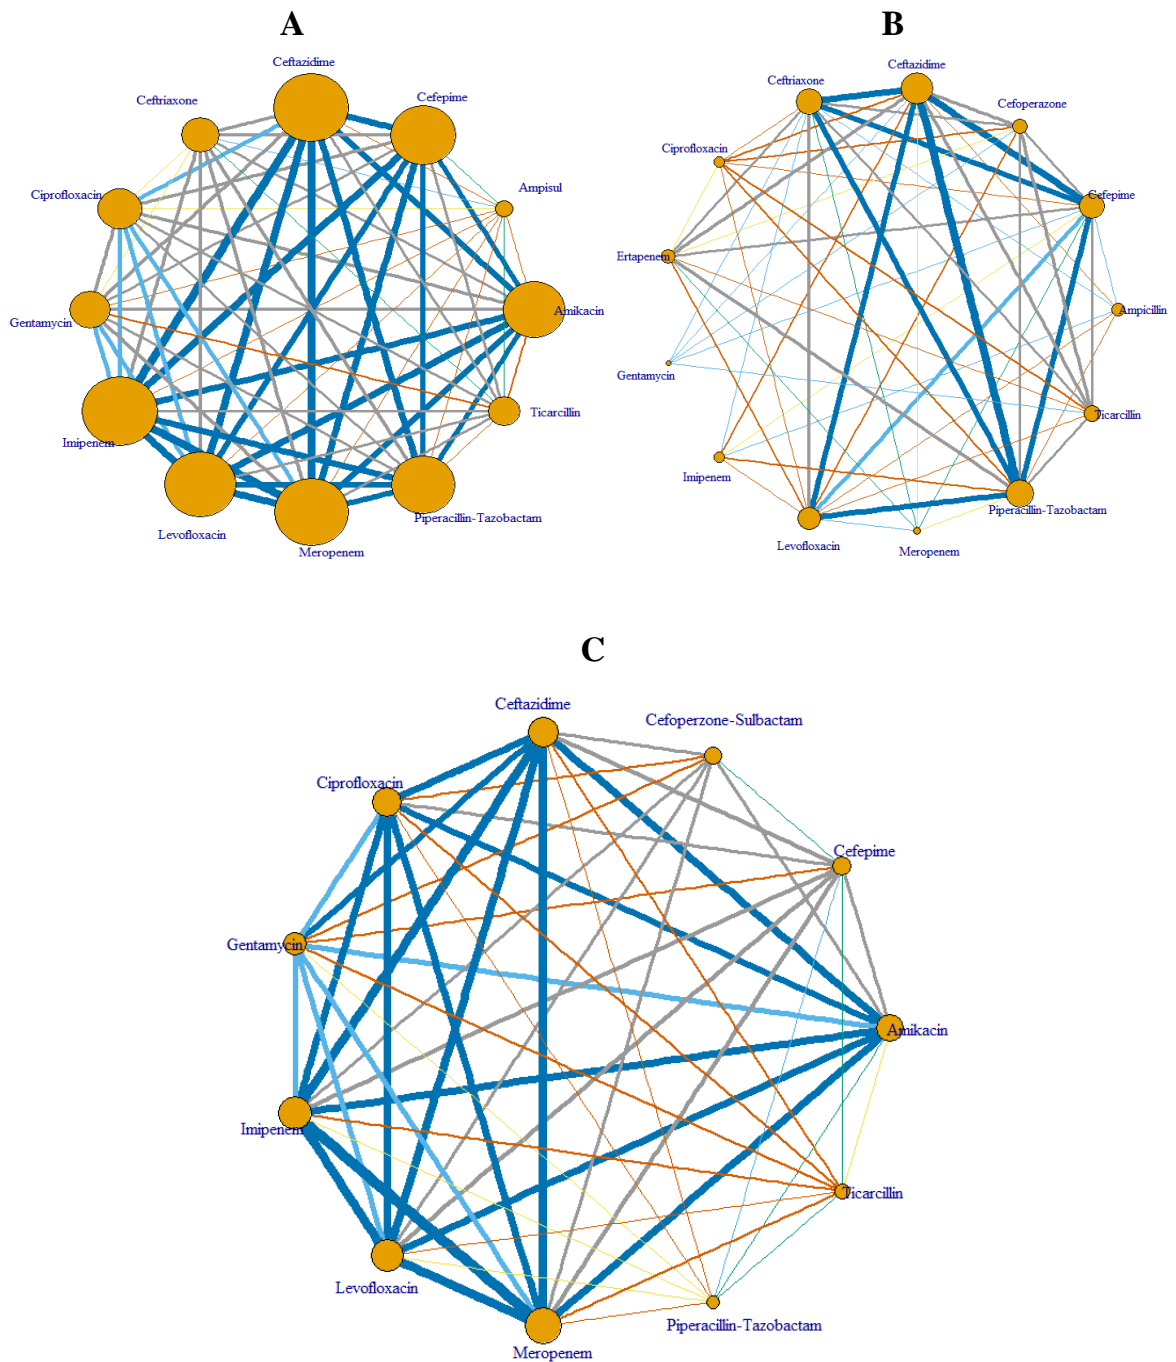 A
B
Ceftazidime
Ceftriaxone
Cefepime
Ciprofloxacin
Ampisul
Gentamycin
Amikacin
Imipenem
Ticarcillin
Levofloxacin
Piperacillin-Tazobactam
Meropenem
Ceftazidime
Ceftriaxone
Cefoperazone
Ciprofloxacin
Cefepime
Ertapenem
Ampicillin
Gentamycin
Ticarcillin
Imipenem
Piperacillin-Tazobactam
Levofloxacin
Meropenem
C
Ceftazidime
Cefoperzone-Sulbactam
Ciprofloxacin
Cefepime
Gentamycin
Amikacin
Imipenem
Ticarcillin
Levofloxacin
Piperacillin-Tazobactam
Meropenem